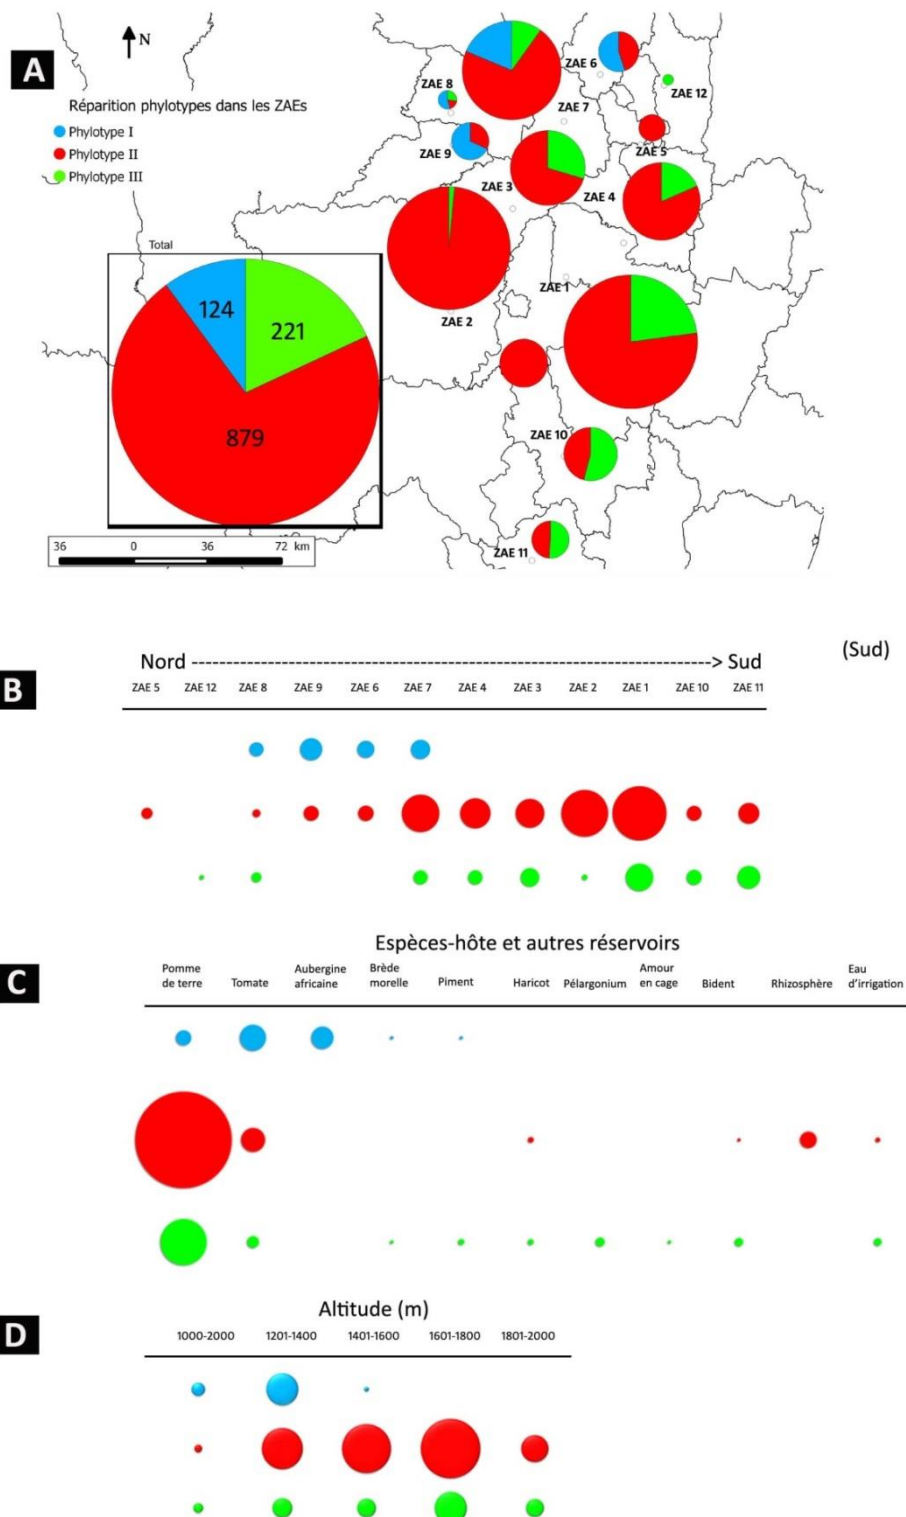 A
N
Réparition phylotypes dans les ZAEs
Phylotype I
Phylotype II
Phylotype III
ZAE 6
ZAE 8
ZAE 12
ZAE 7
ZAE 9
ZAE 5
ZAE 3
ZAE 4
Total
124
221
879
ZAE 1
ZAE 2
ZAE 10
ZAE 11
36 0 36 72 km
Nord ---------------------------------------------------------------------------> Sud (Sud)
B
ZAE 5 ZAE 12 ZAE 8 ZAE 9 ZAE 6 ZAE 7 ZAE 4 ZAE 3 ZAE 2 ZAE 1 ZAE 10 ZAE 11
Espèces-hôte et autres réservoirs
C
Pomme de terre
Tomate
Aubergine africaine
Brède morelle
Piment
Haricot
Pélargonium
Amour en cage
Bident
Rhizosphère
Eau d'irrigation
Altitude (m)
D
1000-2000 1201-1400 1401-1600 1601-1800 1801-2000